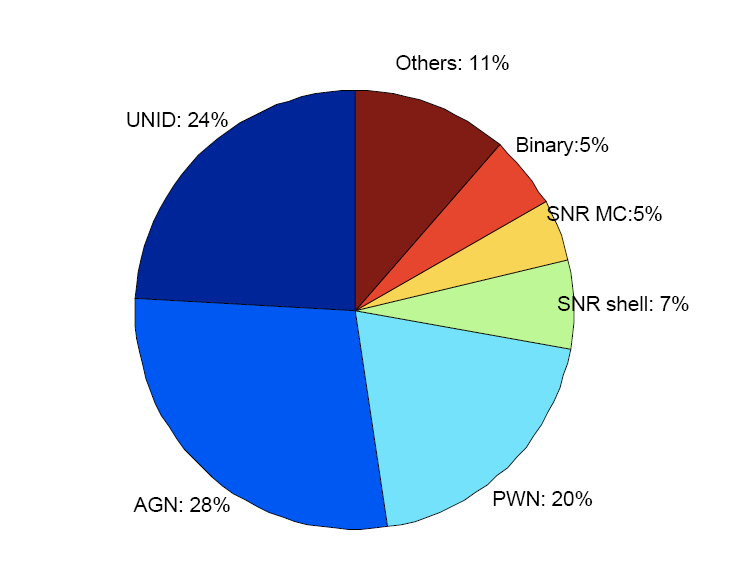 Others: 11%
UNID: 24%
Binary:5%
SNR MC:5%
SNR shell: 7%
PWN: 20%
AGN: 28%